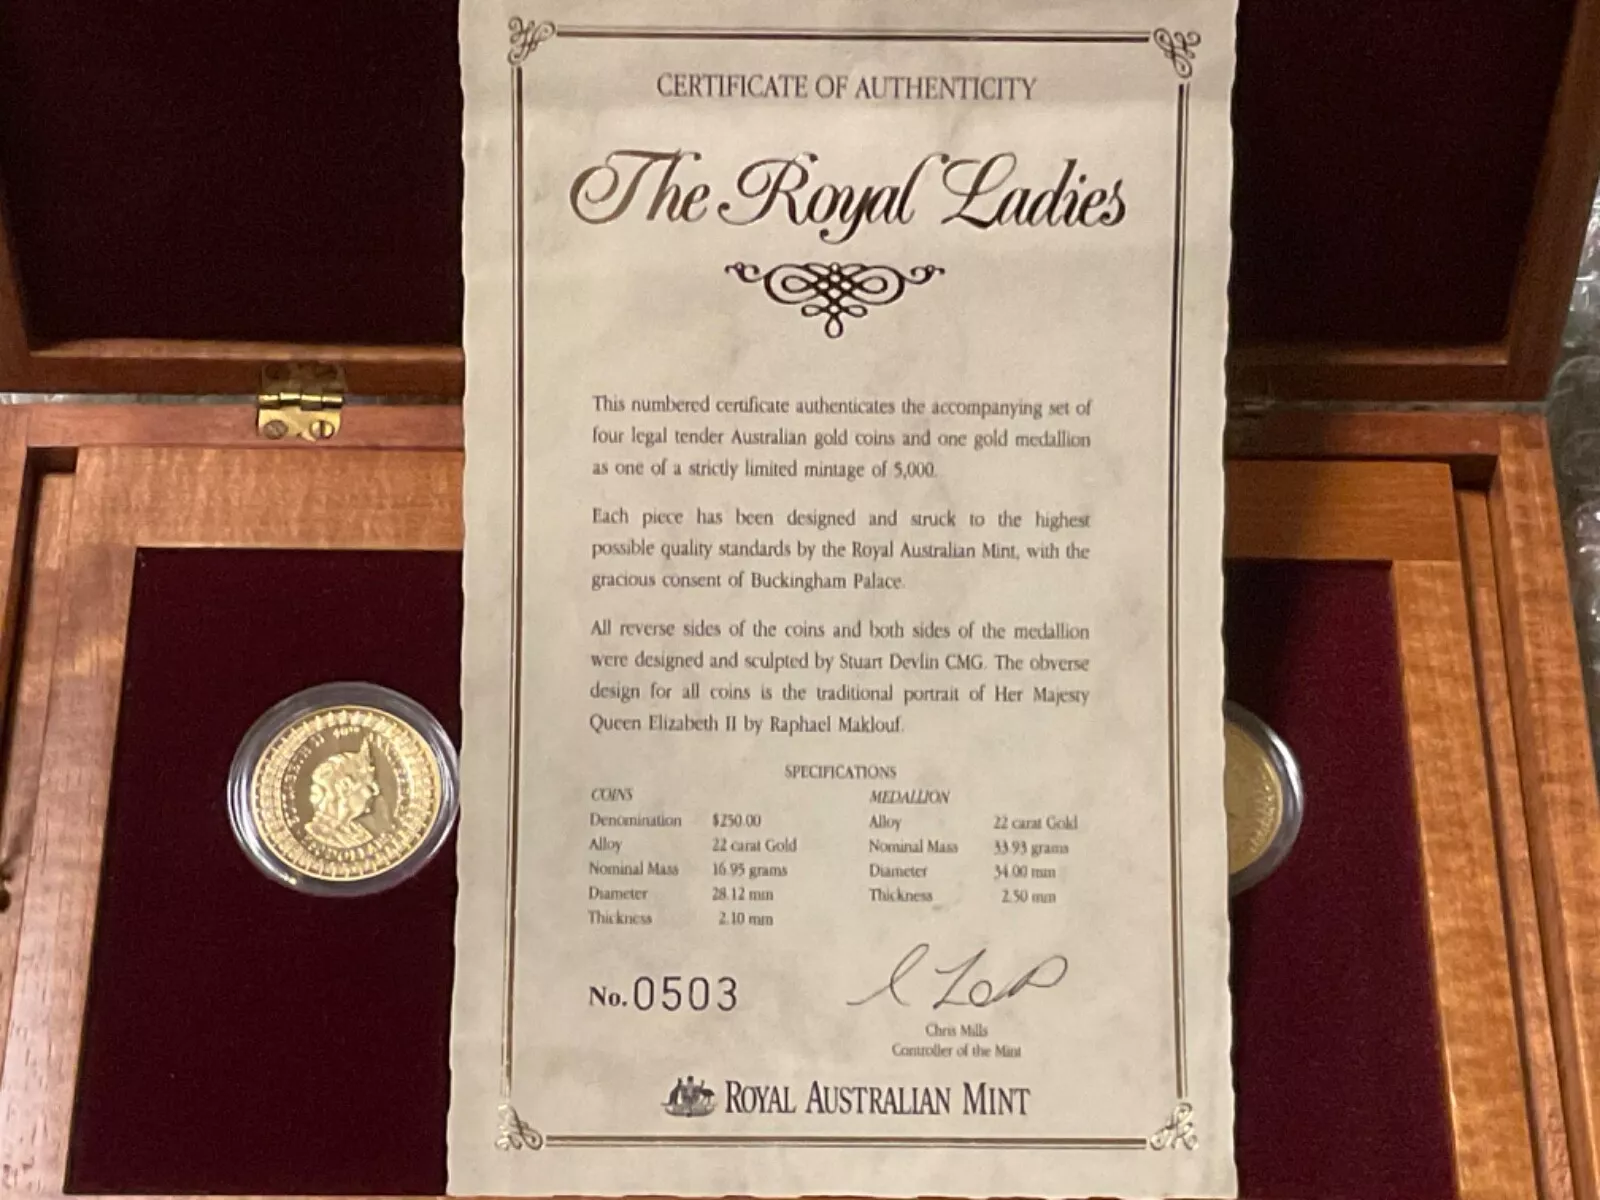 CERTIFICATE OF AUTHENTICITY
The Royal Ladies
This numbered certificate authenticates the accompanying set of
four legal tender Australian gold coins and one gold medallion
as one of a strictly limited mintage of 5,000.
Each piece has been designed and struck to the highest
possible quality standards by the Royal Australian Mint, with the
gracious consent of Buckingham Palace.
All reverse sides of the coins and both sides of the medallion
were designed and sculpted by Stuart Devlin CMG. The obverse
design for all coins is the traditional portrait of Her Majesty
Queen Elizabeth II by Raphael Maklouf.
SPECIFICATIONS
COINS
Denomination $250.00
Alloy 22 carat Gold
Nominal Mass 16.95 grams
Diameter 28.12 mm
Thickness 2.10 mm
MEDALLION
Alloy 22 carat Gold
Nominal Mass 33.93 grams
Diameter 34.00 mm
Thickness 2.50 mm
No. 0503
Chris Mills
Controller of the Mint
ROYAL AUSTRALIAN MINT